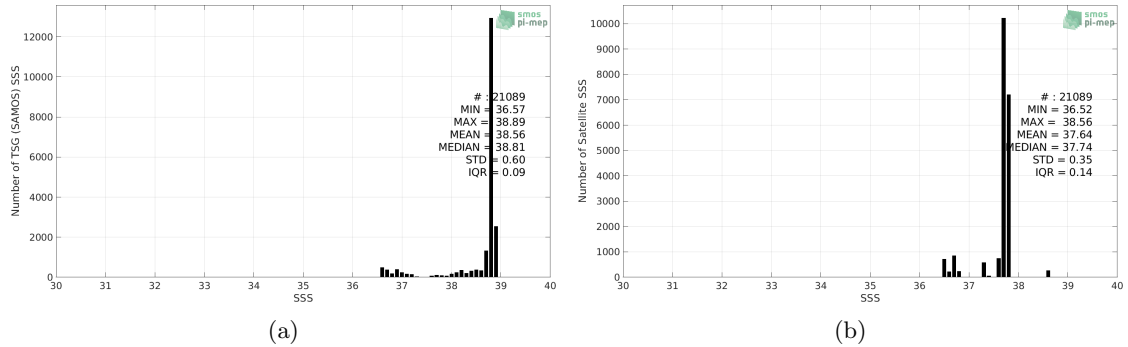 smos
pi-mep
12000
10000
8000
6000
4000
2000
0
Number of TSG (SAMOS) SSS
# : 21089
MIN = 36.57
MAX = 38.89
MEAN = 38.56
MEDIAN = 38.81
STD = 0.60
IQR = 0.09
30 31 32 33 34 35 36 37 38 39 40
SSS
(a)
smos
pi-mep
10000
9000
8000
7000
6000
5000
4000
3000
2000
1000
0
Number of Satellite SSS
# : 21089
MIN = 36.52
MAX = 38.56
MEAN = 37.64
MEDIAN = 37.74
STD = 0.35
IQR = 0.14
30 31 32 33 34 35 36 37 38 39 40
SSS
(b)